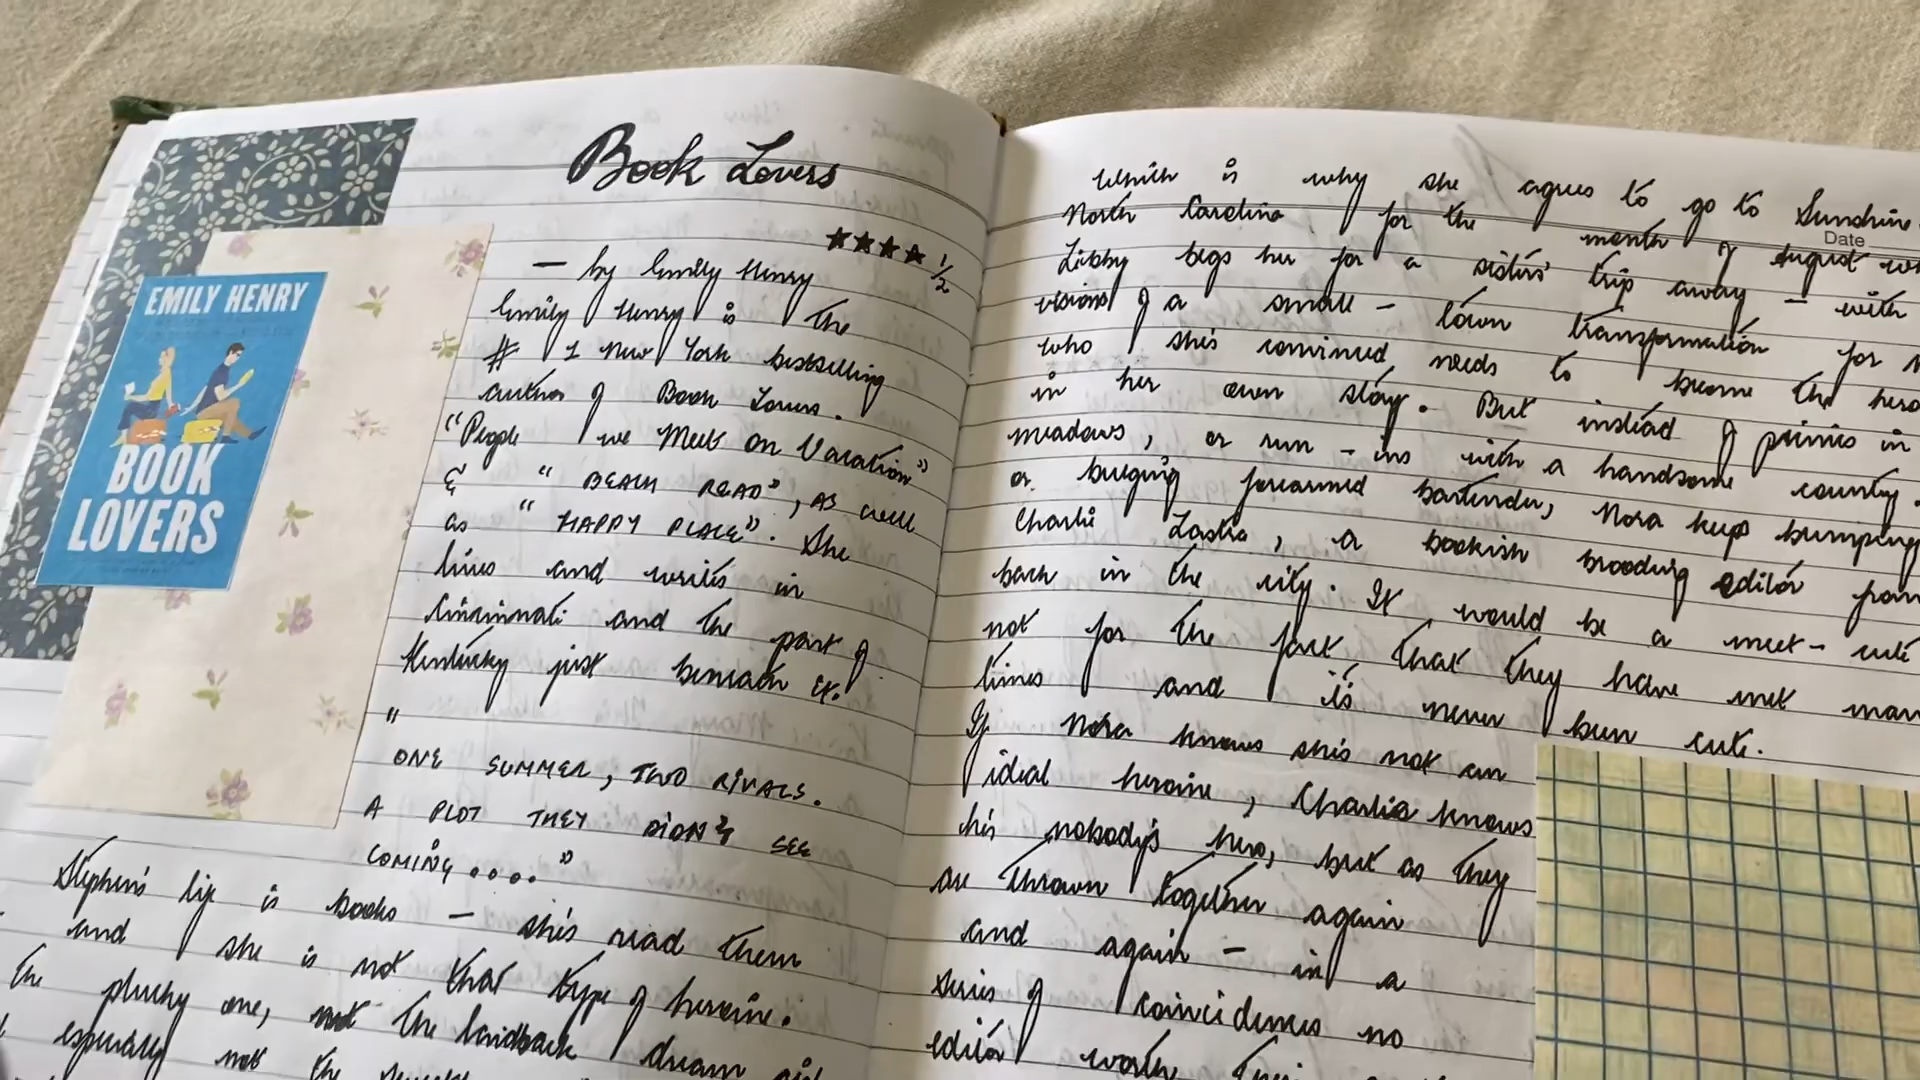 EMILY HENRY
BOOK
LOVERS
Book Lovers
★★★★ 1/2
— by Emily Henry
Emily Henry is the
# 1 New York bestselling
author of Book Lovers.
"People we Meet on Vacation"
& "BEACH READ", AS well
as "HAPPY PLACE". She
lives and writes in
Cincinnati and the part of
Kentucky just beneath it.
"
ONE SUMMER, TWO RIVALS.
A PLOT THEY DIDN'T SEE
COMING...."
Stephen's life is books — she's read them
and she is not that type of heroine.
The plucky one, not the laidback dream
especially not the
which is why she agrees to go to Sunshine
Date
North Carolina for the month of August
Libby begs her for a sisters' trip away — with
visions of a small - town transformation for
who she's convinced needs to become the hero
in her own story. But instead of picnics in
meadows, or run - ins with a handsome country
or bulging forearmed bartender, Nora keeps bumping
Charlie Lastra, a bookish brooding editor from
back in the city. It would be a meet - cute
not for the fact that they have met man
times and it's never been cute.
If Nora knows she's not an
ideal heroine, Charlie knows
he's nobody's hero, but as they
are thrown together again
and again — in a
series of coincidences no
editor worth their